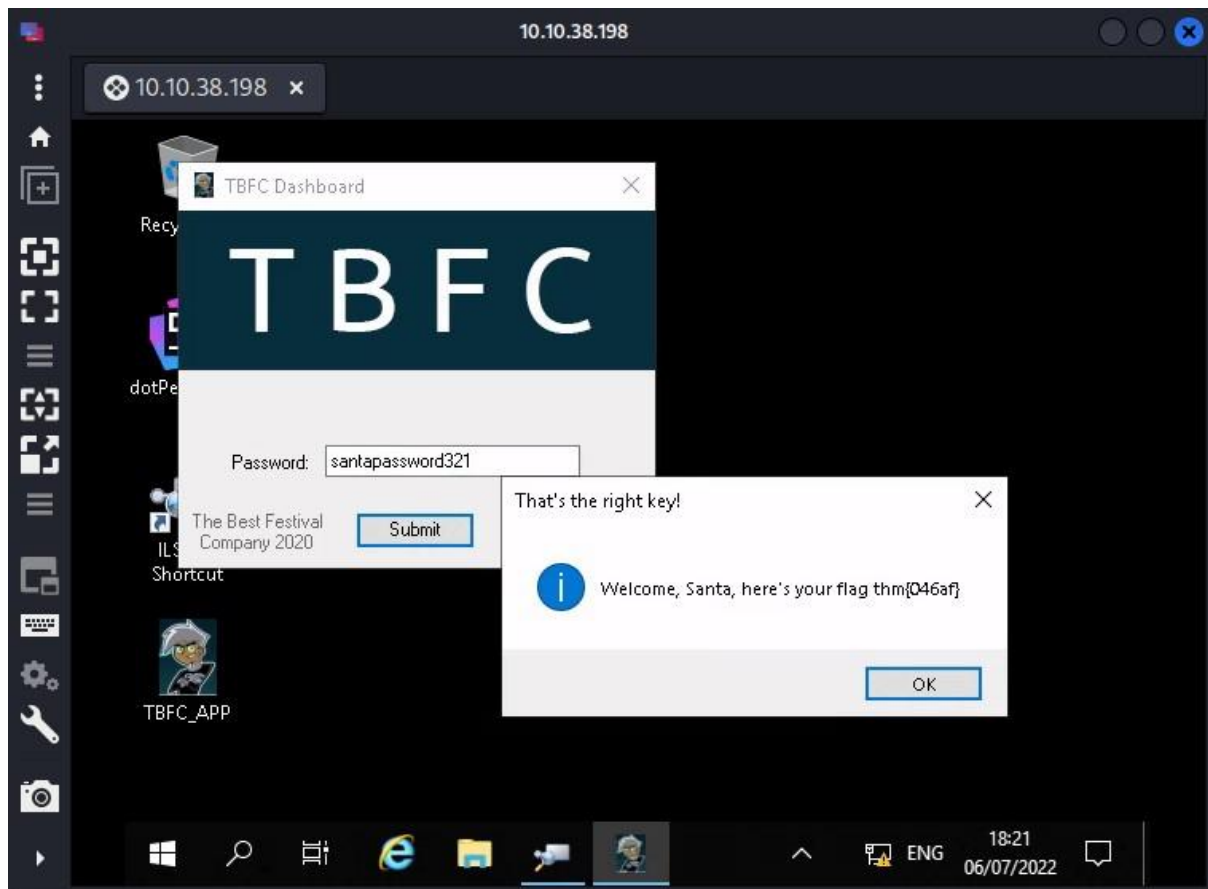 10.10.38.198
10.10.38.198
Recy
TBFC Dashboard
T B F C
dotPe
Password: santapassword321
The Best Festival
Company 2020
Submit
That's the right key!
Welcome, Santa, here's your flag thm{046af}
OK
ILS
Shortcut
TBFC_APP
ENG
18:21
06/07/2022